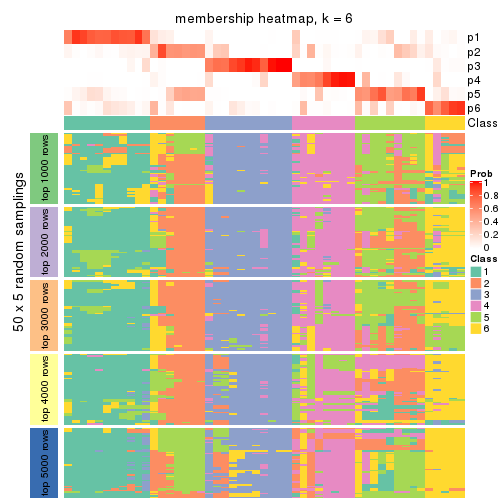 membership heatmap, k = 6
p1
p2
p3
p4
p5
p6
Class
50 x 5 random samplings
top 1000 rows
top 2000 rows
top 3000 rows
top 4000 rows
top 5000 rows
Prob
1
0.8
0.6
0.4
0.2
0
Class
1
2
3
4
5
6